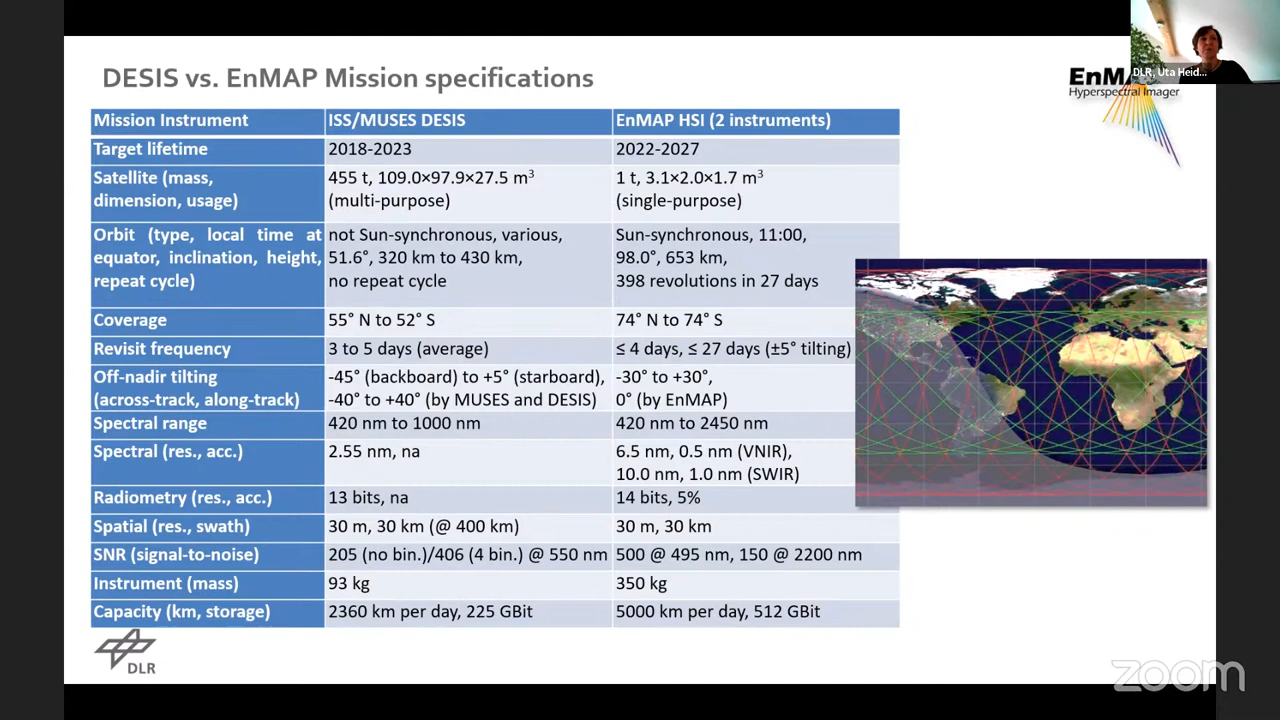 DLR, Uta Heid...
DESIS vs. EnMAP Mission specifications
Hyperspectral Imager
Mission Instrument ISS/MUSES DESIS EnMAP HSI (2 instruments)
Target lifetime 2018-2023 2022-2027
Satellite (mass, 455 t, 109.0×97.9×27.5 m³ 1 t, 3.1×2.0×1.7 m³
dimension, usage) (multi-purpose) (single-purpose)
Orbit (type, local time at not Sun-synchronous, various, Sun-synchronous, 11:00,
equator, inclination, height, 51.6°, 320 km to 430 km, 98.0°, 653 km,
repeat cycle) no repeat cycle 398 revolutions in 27 days
Coverage 55° N to 52° S 74° N to 74° S
Revisit frequency 3 to 5 days (average) ≤ 4 days, ≤ 27 days (±5° tilting)
Off-nadir tilting -45° (backboard) to +5° (starboard), -30° to +30°,
(across-track, along-track) -40° to +40° (by MUSES and DESIS) 0° (by EnMAP)
Spectral range 420 nm to 1000 nm 420 nm to 2450 nm
Spectral (res., acc.) 2.55 nm, na 6.5 nm, 0.5 nm (VNIR),
10.0 nm, 1.0 nm (SWIR)
Radiometry (res., acc.) 13 bits, na 14 bits, 5%
Spatial (res., swath) 30 m, 30 km (@ 400 km) 30 m, 30 km
SNR (signal-to-noise) 205 (no bin.)/406 (4 bin.) @ 550 nm 500 @ 495 nm, 150 @ 2200 nm
Instrument (mass) 93 kg 350 kg
Capacity (km, storage) 2360 km per day, 225 GBit 5000 km per day, 512 GBit
DLR
zoom